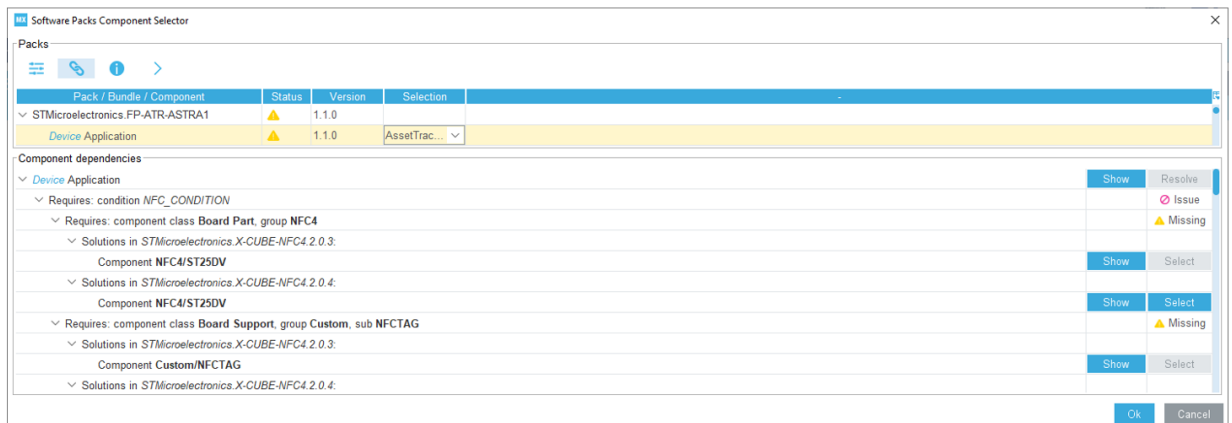 MX Software Packs Component Selector
Packs
Pack / Bundle / Component Status Version Selection -
STMicroelectronics.FP-ATR-ASTRA1 1.1.0
Device Application 1.1.0 AssetTrac...
Component dependencies
Device Application Show Resolve
Requires: condition NFC_CONDITION Issue
Requires: component class Board Part, group NFC4 Missing
Solutions in STMicroelectronics.X-CUBE-NFC4.2.0.3:
Component NFC4/ST25DV Show Select
Solutions in STMicroelectronics.X-CUBE-NFC4.2.0.4:
Component NFC4/ST25DV Show Select
Requires: component class Board Support, group Custom, sub NFCTAG Missing
Solutions in STMicroelectronics.X-CUBE-NFC4.2.0.3:
Component Custom/NFCTAG Show Select
Solutions in STMicroelectronics.X-CUBE-NFC4.2.0.4:
Ok Cancel